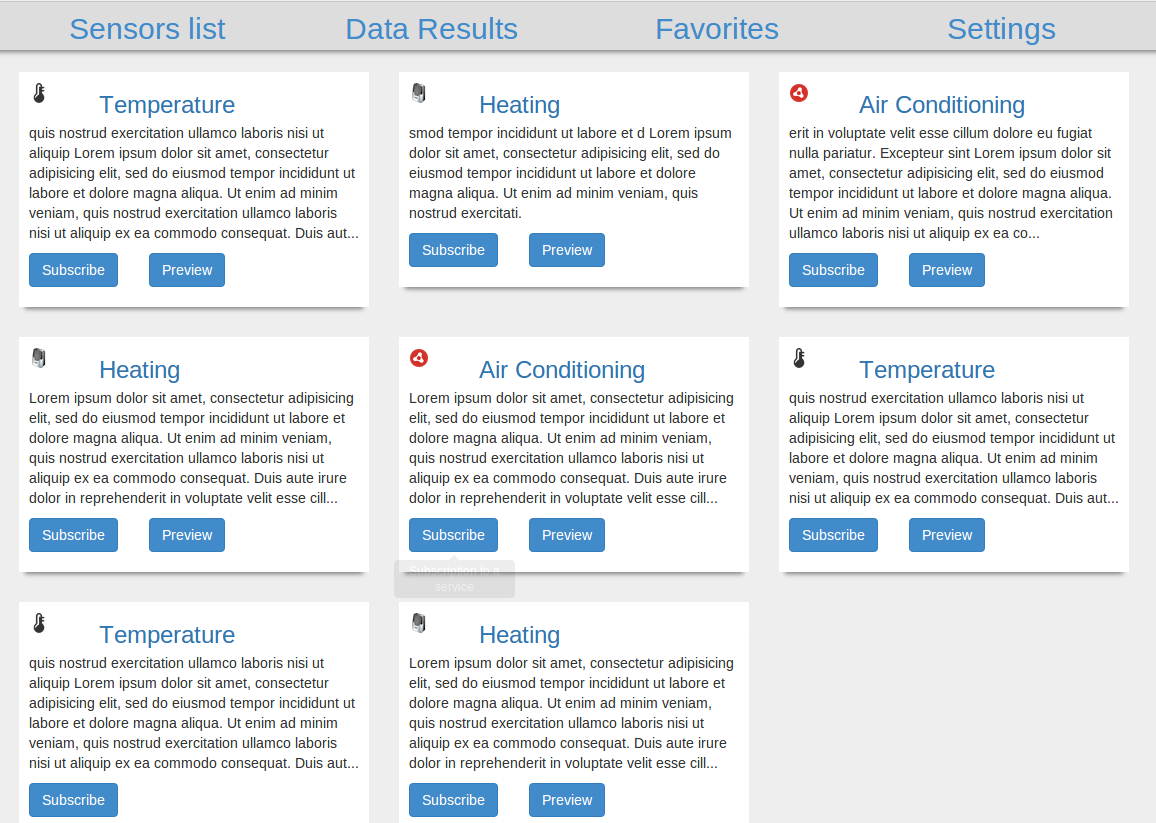 Sensors list
Data Results
Favorites
Settings
Temperature
quis nostrud exercitation ullamco laboris nisi ut
aliquip Lorem ipsum dolor sit amet, consectetur
adipisicing elit, sed do eiusmod tempor incididunt ut
labore et dolore magna aliqua. Ut enim ad minim
veniam, quis nostrud exercitation ullamco laboris
nisi ut aliquip ex ea commodo consequat. Duis aut...
Subscribe
Preview
Heating
smod tempor incididunt ut labore et d Lorem ipsum
dolor sit amet, consectetur adipisicing elit, sed do
eiusmod tempor incididunt ut labore et dolore
magna aliqua. Ut enim ad minim veniam, quis
nostrud exercitati.
Subscribe
Preview
Air Conditioning
erit in voluptate velit esse cillum dolore eu fugiat
nulla pariatur. Excepteur sint Lorem ipsum dolor sit
amet, consectetur adipisicing elit, sed do eiusmod
tempor incididunt ut labore et dolore magna aliqua.
Ut enim ad minim veniam, quis nostrud exercitation
ullamco laboris nisi ut aliquip ex ea co...
Subscribe
Preview
Heating
Lorem ipsum dolor sit amet, consectetur adipisicing
elit, sed do eiusmod tempor incididunt ut labore et
dolore magna aliqua. Ut enim ad minim veniam,
quis nostrud exercitation ullamco laboris nisi ut
aliquip ex ea commodo consequat. Duis aute irure
dolor in reprehenderit in voluptate velit esse cill...
Subscribe
Preview
Air Conditioning
Lorem ipsum dolor sit amet, consectetur adipisicing
elit, sed do eiusmod tempor incididunt ut labore et
dolore magna aliqua. Ut enim ad minim veniam,
quis nostrud exercitation ullamco laboris nisi ut
aliquip ex ea commodo consequat. Duis aute irure
dolor in reprehenderit in voluptate velit esse cill...
Subscribe
Preview
Subscription to a
service
Temperature
quis nostrud exercitation ullamco laboris nisi ut
aliquip Lorem ipsum dolor sit amet, consectetur
adipisicing elit, sed do eiusmod tempor incididunt ut
labore et dolore magna aliqua. Ut enim ad minim
veniam, quis nostrud exercitation ullamco laboris
nisi ut aliquip ex ea commodo consequat. Duis aut...
Subscribe
Preview
Temperature
quis nostrud exercitation ullamco laboris nisi ut
aliquip Lorem ipsum dolor sit amet, consectetur
adipisicing elit, sed do eiusmod tempor incididunt ut
labore et dolore magna aliqua. Ut enim ad minim
veniam, quis nostrud exercitation ullamco laboris
nisi ut aliquip ex ea commodo consequat. Duis aut...
Subscribe
Heating
Lorem ipsum dolor sit amet, consectetur adipisicing
elit, sed do eiusmod tempor incididunt ut labore et
dolore magna aliqua. Ut enim ad minim veniam,
quis nostrud exercitation ullamco laboris nisi ut
aliquip ex ea commodo consequat. Duis aute irure
dolor in reprehenderit in voluptate velit esse cill...
Subscribe
Preview